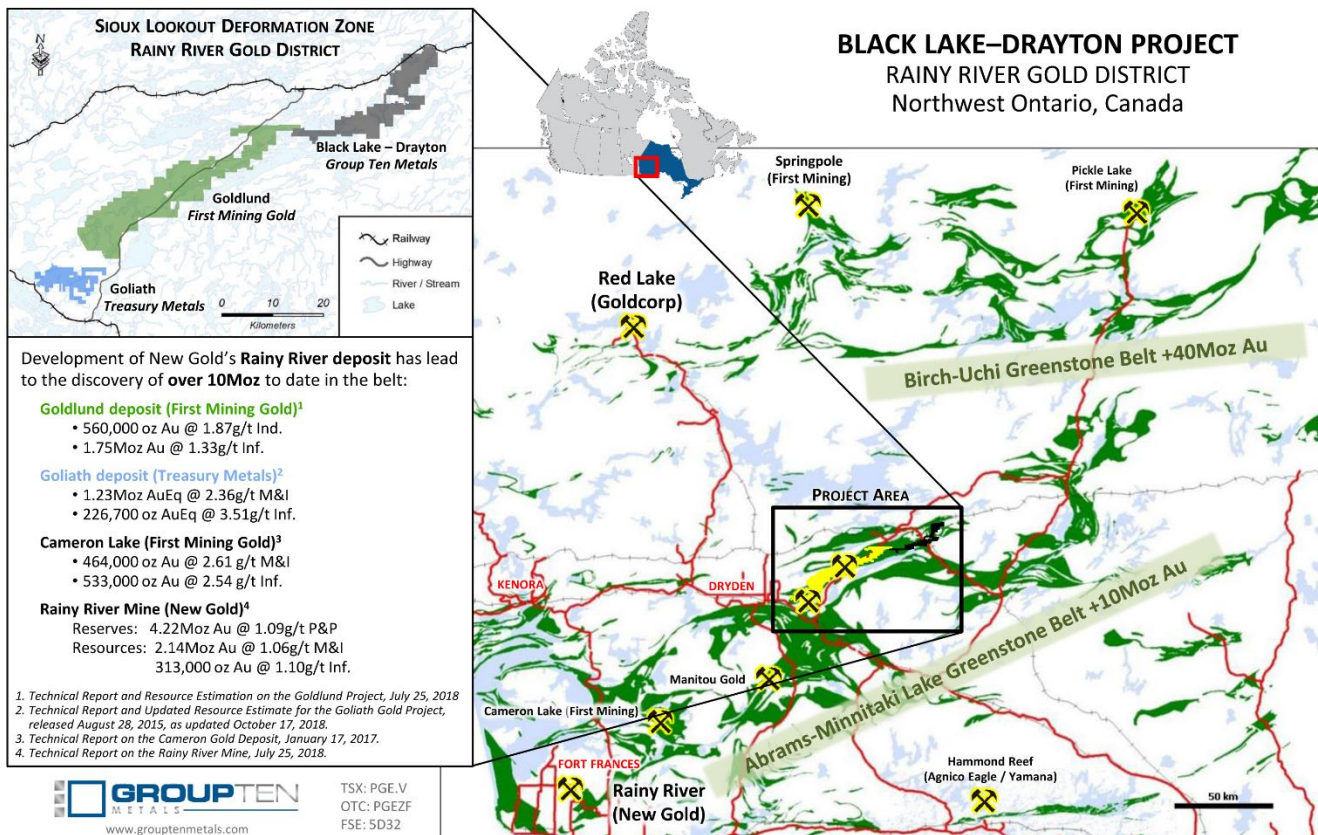 SIOUX LOOKOUT DEFORMATION ZONE
RAINY RIVER GOLD DISTRICT
N
Black Lake – Drayton
Group Ten Metals
Goldlund
First Mining Gold
Goliath
Treasury Metals
0 10 20
Kilometers
Railway
Highway
River / Stream
Lake
BLACK LAKE–DRAYTON PROJECT
RAINY RIVER GOLD DISTRICT
Northwest Ontario, Canada
Development of New Gold's Rainy River deposit has lead
to the discovery of over 10Moz to date in the belt:
Goldlund deposit (First Mining Gold)1
• 560,000 oz Au @ 1.87g/t Ind.
• 1.75Moz Au @ 1.33g/t Inf.
Goliath deposit (Treasury Metals)2
• 1.23Moz AuEq @ 2.36g/t M&I
• 226,700 oz AuEq @ 3.51g/t Inf.
Cameron Lake (First Mining Gold)3
• 464,000 oz Au @ 2.61 g/t M&I
• 533,000 oz Au @ 2.54 g/t Inf.
Rainy River Mine (New Gold)4
Reserves: 4.22Moz Au @ 1.09g/t P&P
Resources: 2.14Moz Au @ 1.06g/t M&I
313,000 oz Au @ 1.10g/t Inf.
1. Technical Report and Resource Estimation on the Goldlund Project, July 25, 2018
2. Technical Report and Updated Resource Estimate for the Goliath Gold Project,
released August 28, 2015, as updated October 17, 2018.
3. Technical Report on the Cameron Gold Deposit, January 17, 2017.
4. Technical Report on the Rainy River Mine, July 25, 2018.
GROUPTEN
METALS
www.grouptenmetals.com
TSX: PGE.V
OTC: PGEZF
FSE: 5D32
Springpole
(First Mining)
Pickle Lake
(First Mining)
Red Lake
(Goldcorp)
Birch-Uchi Greenstone Belt +40Moz Au
PROJECT AREA
KENORA
DRYDEN
Abrams-Minnitaki Lake Greenstone Belt +10Moz Au
Manitou Gold
Cameron Lake (First Mining)
FORT FRANCES
Rainy River
(New Gold)
Hammond Reef
(Agnico Eagle / Yamana)
50 km